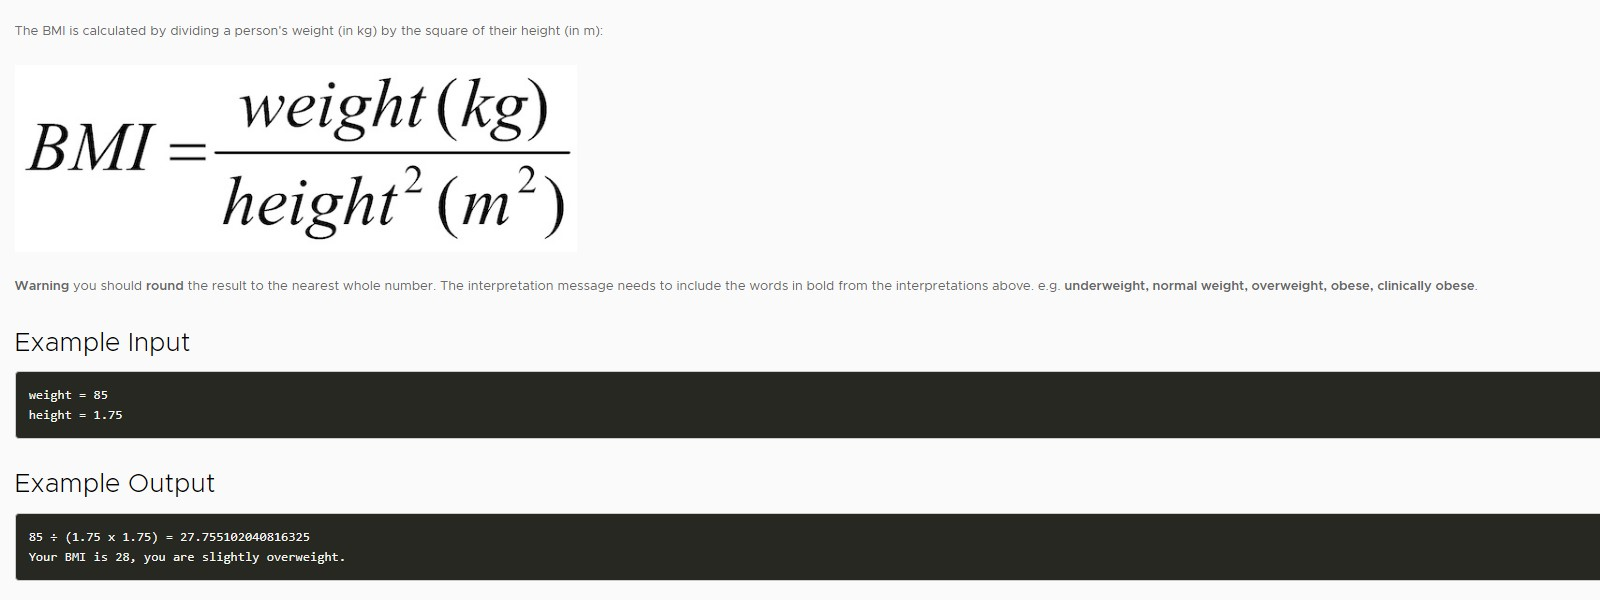 The BMI is calculated by dividing a person's weight (in kg) by the square of their height (in m):
BMI = weight (kg) / height² (m²)
Warning you should round the result to the nearest whole number. The interpretation message needs to include the words in bold from the interpretations above. e.g. underweight, normal weight, overweight, obese, clinically obese.
Example Input
weight = 85
height = 1.75
Example Output
85 ÷ (1.75 x 1.75) = 27.755102040816325
Your BMI is 28, you are slightly overweight.